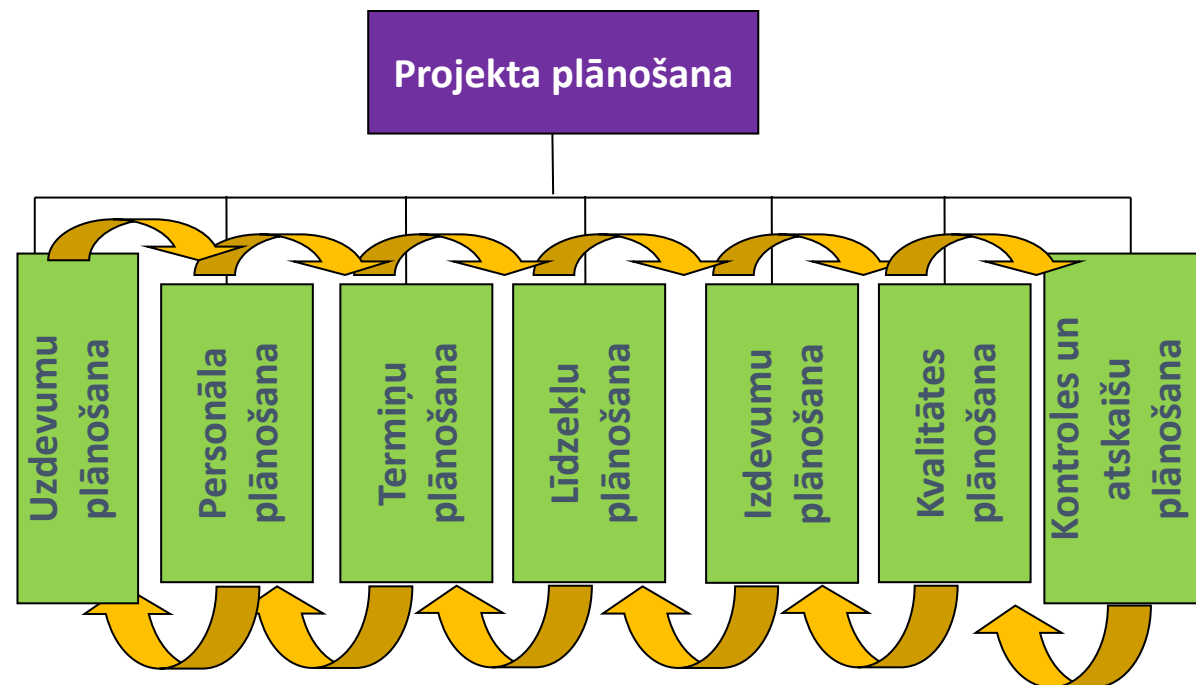 Projekta plānošana
Uzdevumu
plānošana
Personāla
plānošana
Termiņu
plānošana
Līdzekļu
plānošana
Izdevumu
plānošana
Kvalitātes
plānošana
Kontroles un
atskaišu
plānošana